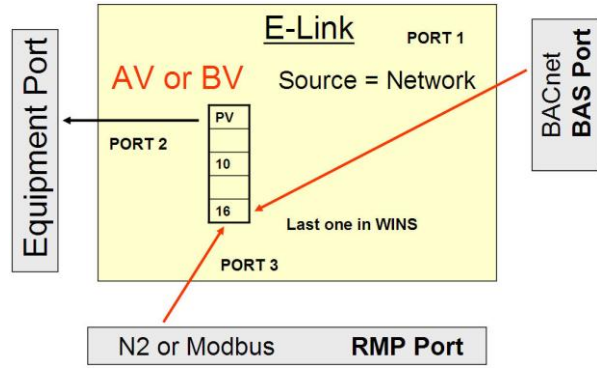 E-Link
PORT 1
AV or BV
Source = Network
PV
PORT 2
10
16
Last one in WINS
PORT 3
Equipment Port
BACnet
BAS Port
N2 or Modbus
RMP Port